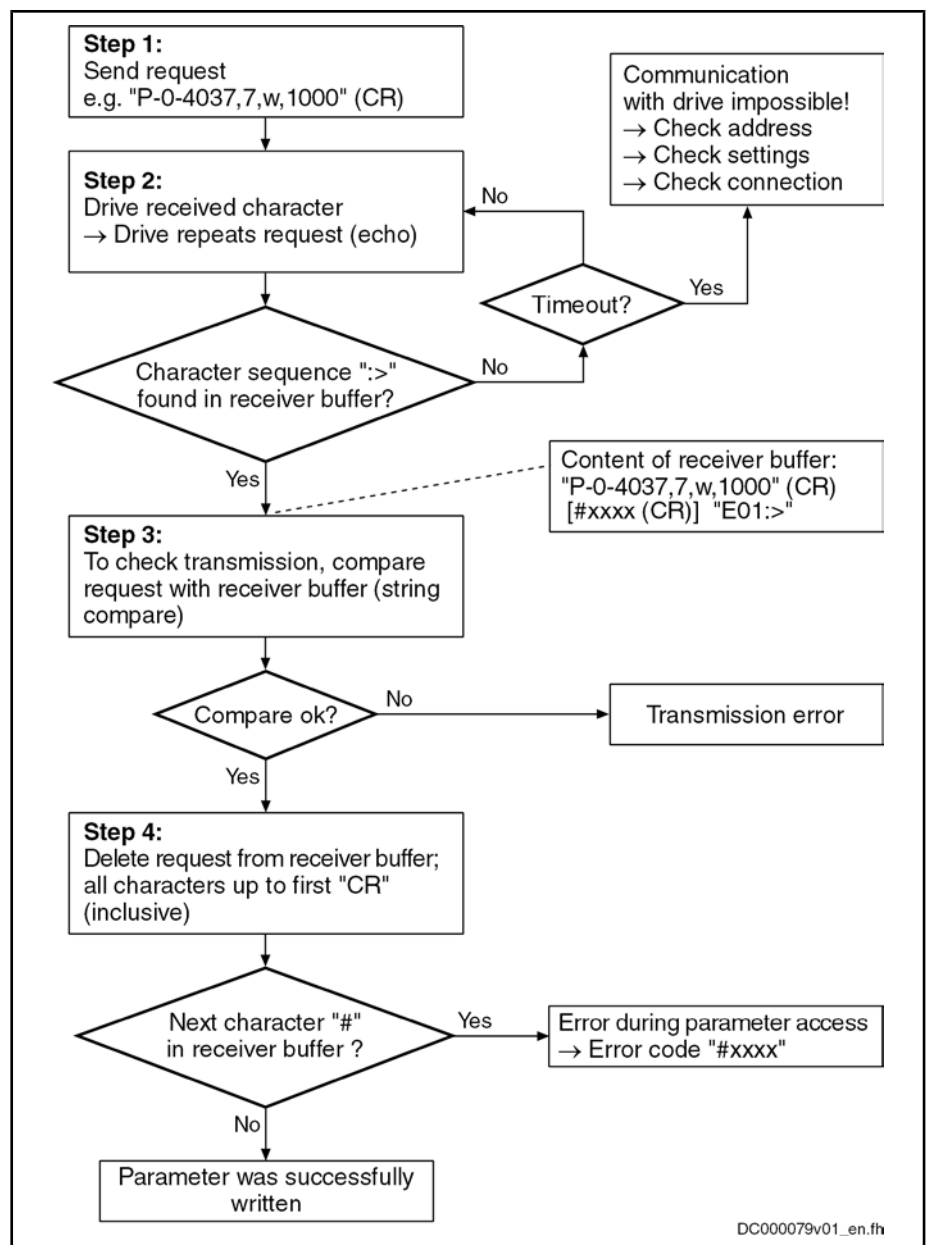 Step 1:
Send request
e.g. "P-0-4037,7,w,1000" (CR)
Communication
with drive impossible!
→ Check address
→ Check settings
→ Check connection
Step 2:
Drive received character
→ Drive repeats request (echo)
No
Timeout?
Yes
Character sequence ":>"
found in receiver buffer?
No
Yes
Content of receiver buffer:
"P-0-4037,7,w,1000" (CR)
[#xxxx (CR)] "E01:>"
Step 3:
To check transmission, compare
request with receiver buffer (string
compare)
Compare ok?
No
Transmission error
Yes
Step 4:
Delete request from receiver buffer;
all characters up to first "CR"
(inclusive)
Next character "#"
in receiver buffer ?
Yes
Error during parameter access
→ Error code "#xxxx"
No
Parameter was successfully
written
DC000079v01_en.fh